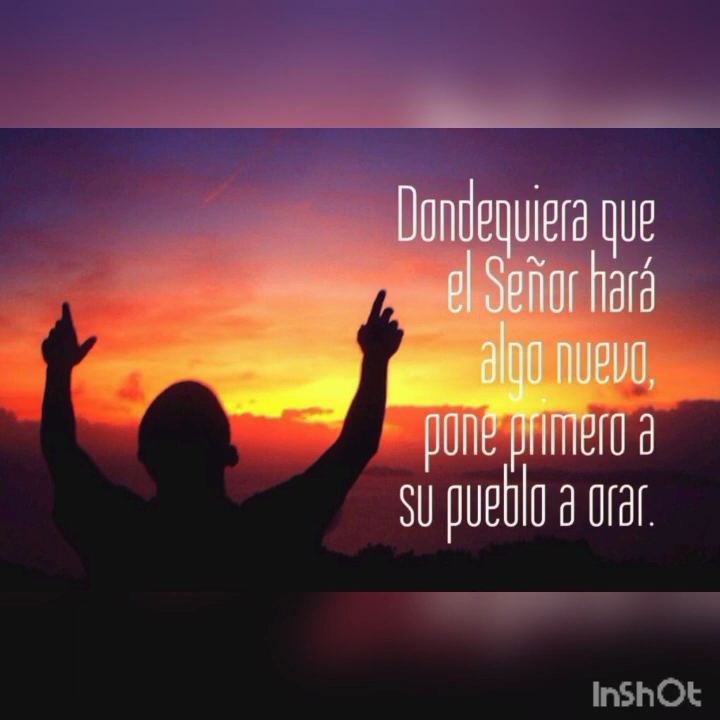 Dondequiera que
el Señor hará
algo nuevo,
pone primero a
su pueblo a orar.
InShOt